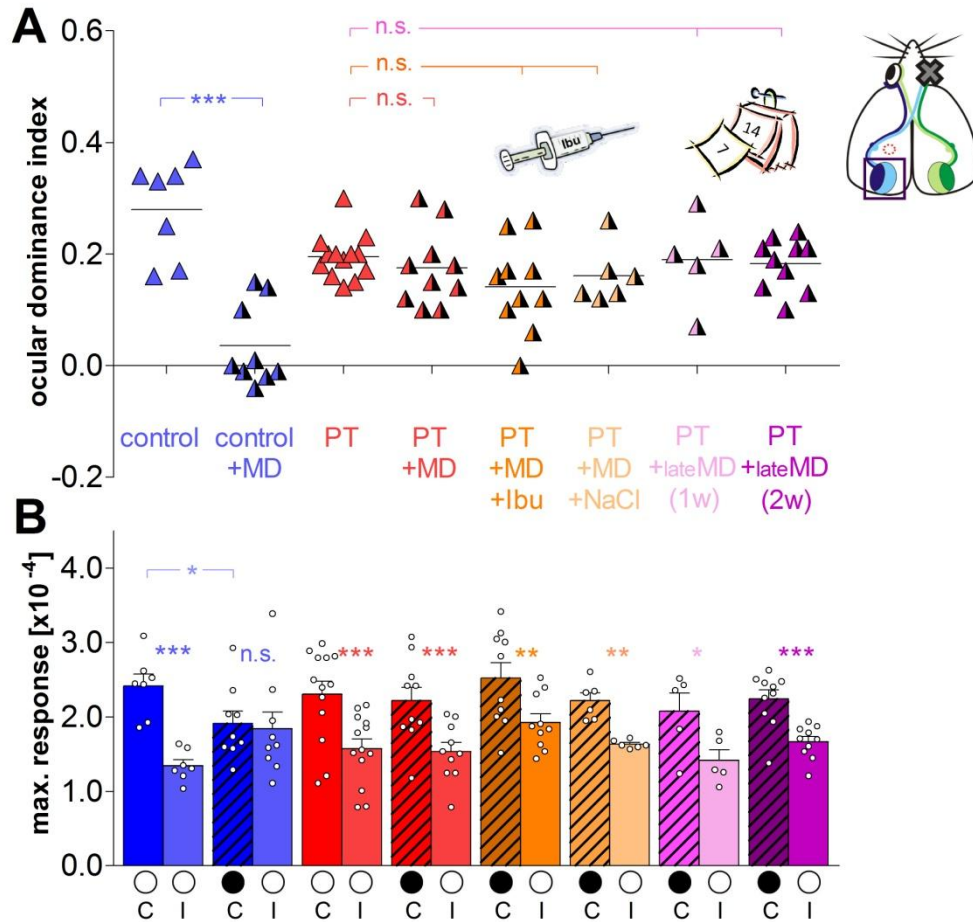 A
ocular dominance index
0.6
0.4
0.2
0.0
-0.2
***
n.s.
n.s.
n.s.
Ibu
7
14
control
control
+MD
PT
PT
+MD
PT
+MD
+Ibu
PT
+MD
+NaCl
PT
+lateMD
(1w)
PT
+lateMD
(2w)
B
max. response [x10⁻⁴]
4.0
3.0
2.0
1.0
0.0
*
*** n.s. *** *** ** ** * ***
C I C I C I C I C I C I C I C I